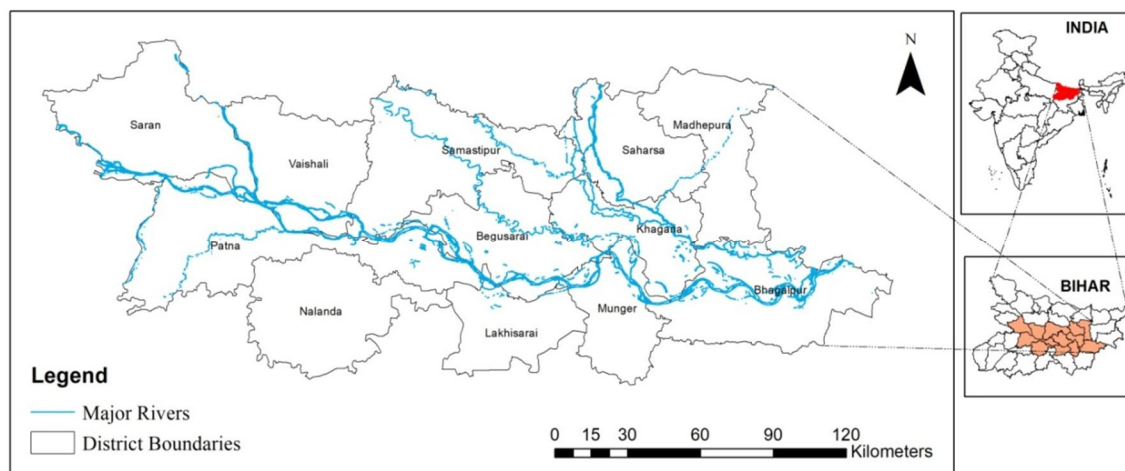 INDIA
N
Saran
Madhepura
Vaishali
Samastipur
Saharsa
Khagaria
Begusarai
Patna
BIHAR
Bhagalpur
Nalanda
Munger
Lakhisarai
Legend
Major Rivers
District Boundaries
0 15 30 60 90 120
Kilometers